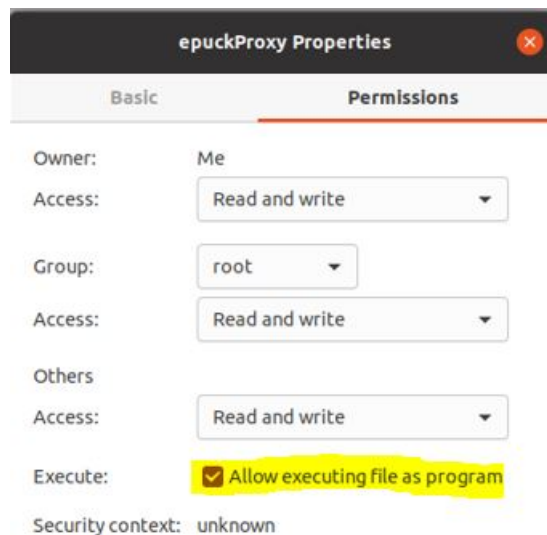 epuckProxy Properties
Basic Permissions
Owner: Me
Access: Read and write
Group: root
Access: Read and write
Others
Access: Read and write
Execute: Allow executing file as program
Security context: unknown